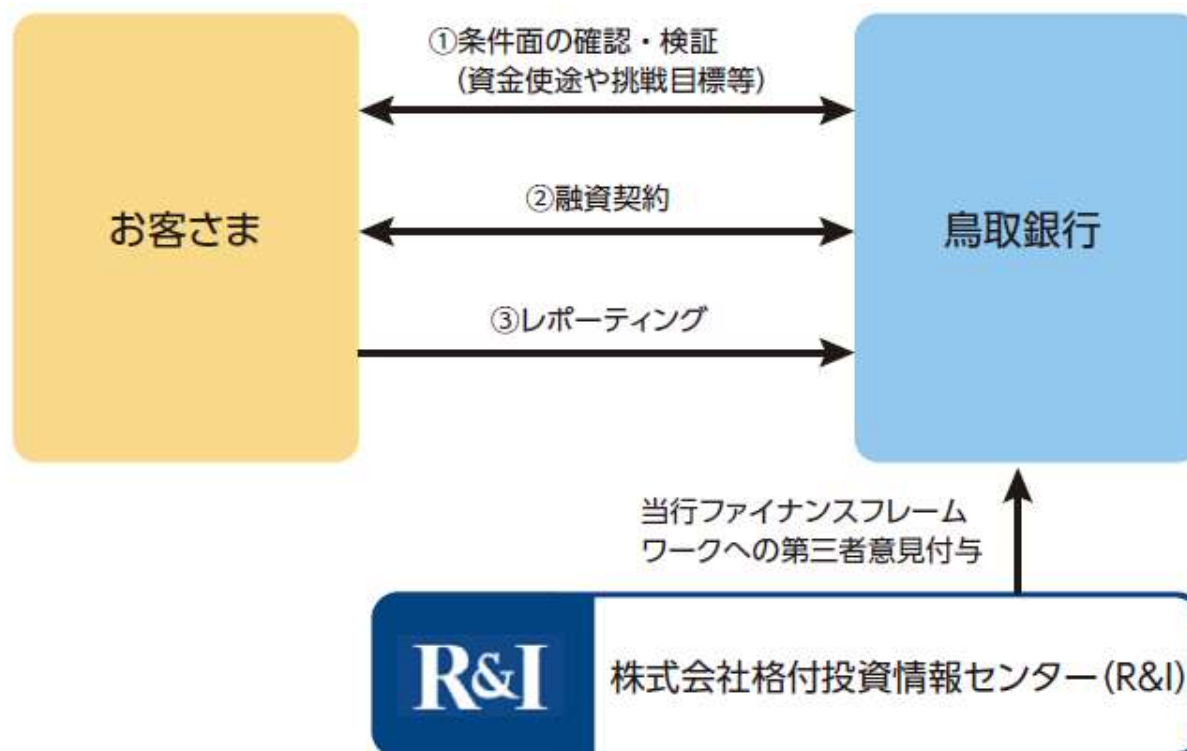 ①条件面の確認・検証
（資金使途や挑戦目標等）
お客さま
②融資契約
鳥取銀行
③レポーティング
当行ファイナンスフレーム
ワークへの第三者意見付与
R&I
株式会社格付投資情報センター(R&I)